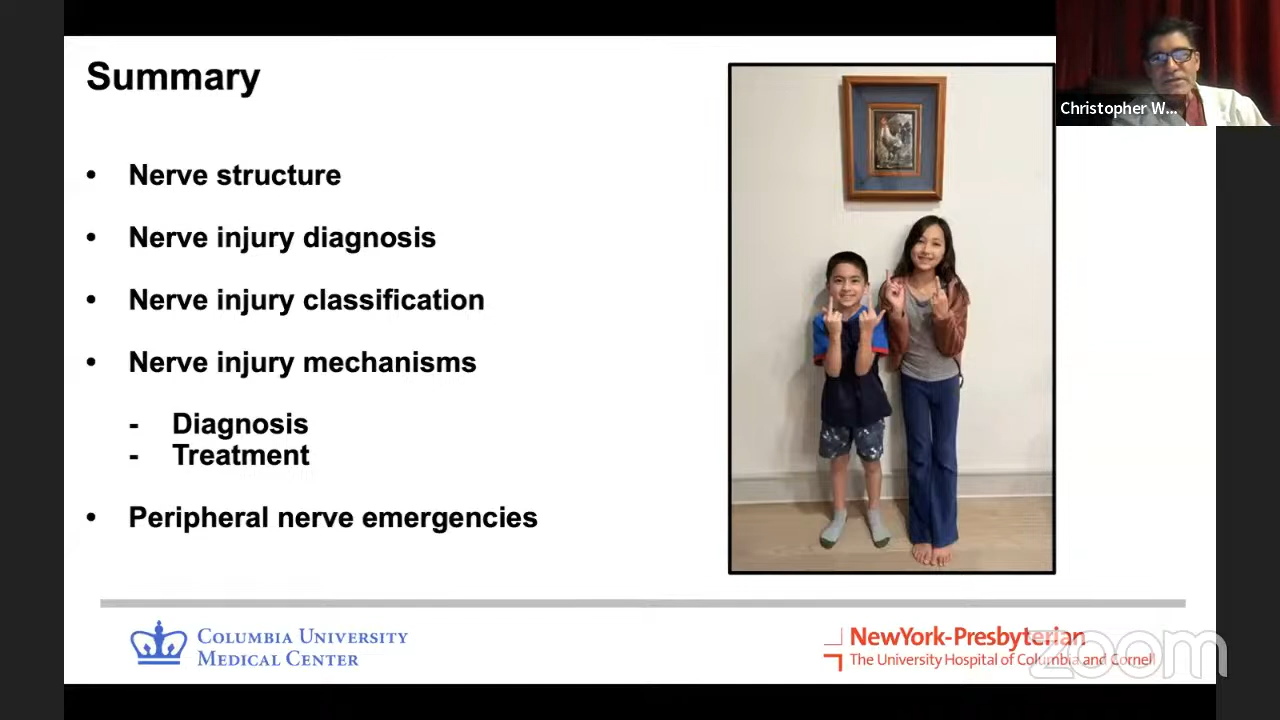 Summary
Christopher W...
• Nerve structure
• Nerve injury diagnosis
• Nerve injury classification
• Nerve injury mechanisms
- Diagnosis
- Treatment
• Peripheral nerve emergencies
COLUMBIA UNIVERSITY
MEDICAL CENTER
NewYork-Presbyterian
The University Hospital of Columbia and Cornell
zoom